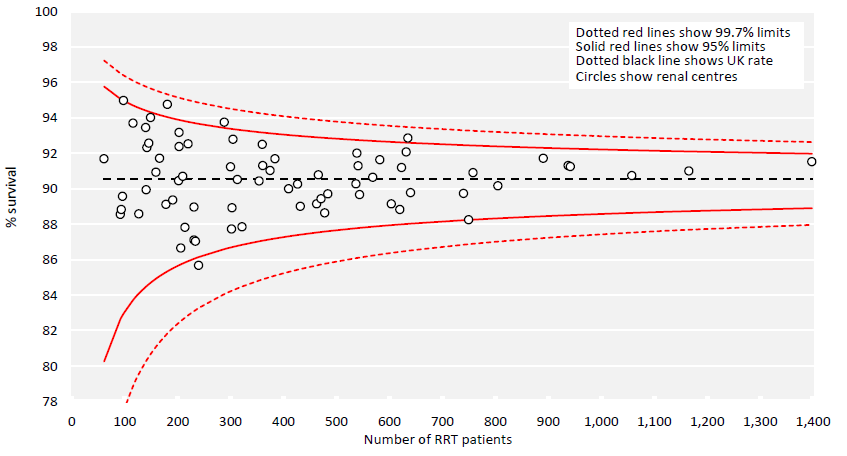 100
98
96
94
92
90
88
86
84
82
80
78
% survival
Dotted red lines show 99.7% limits
Solid red lines show 95% limits
Dotted black line shows UK rate
Circles show renal centres
0 100 200 300 400 500 600 700 800 900 1,000 1,100 1,200 1,300 1,400
Number of RRT patients